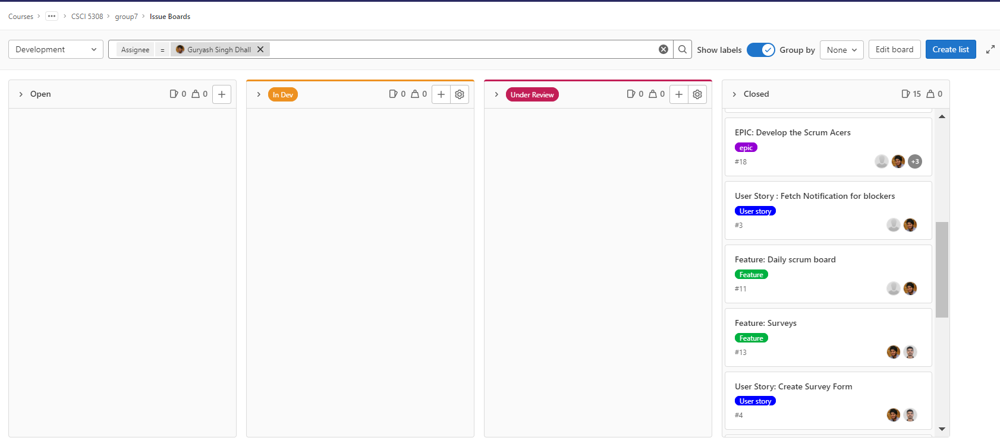 Courses > ••• > CSCI 5308 > group7 > Issue Boards
Development Assignee = Guryash Singh Dhall Show labels Group by None Edit board Create list
Open 0 0
In Dev 0 0
Under Review 0 0
Closed 15 0
EPIC: Develop the Scrum Acers
epic
#18 +3
User Story : Fetch Notification for blockers
User story
#3
Feature: Daily scrum board
Feature
#11
Feature: Surveys
Feature
#13
User Story: Create Survey Form
User story
#4